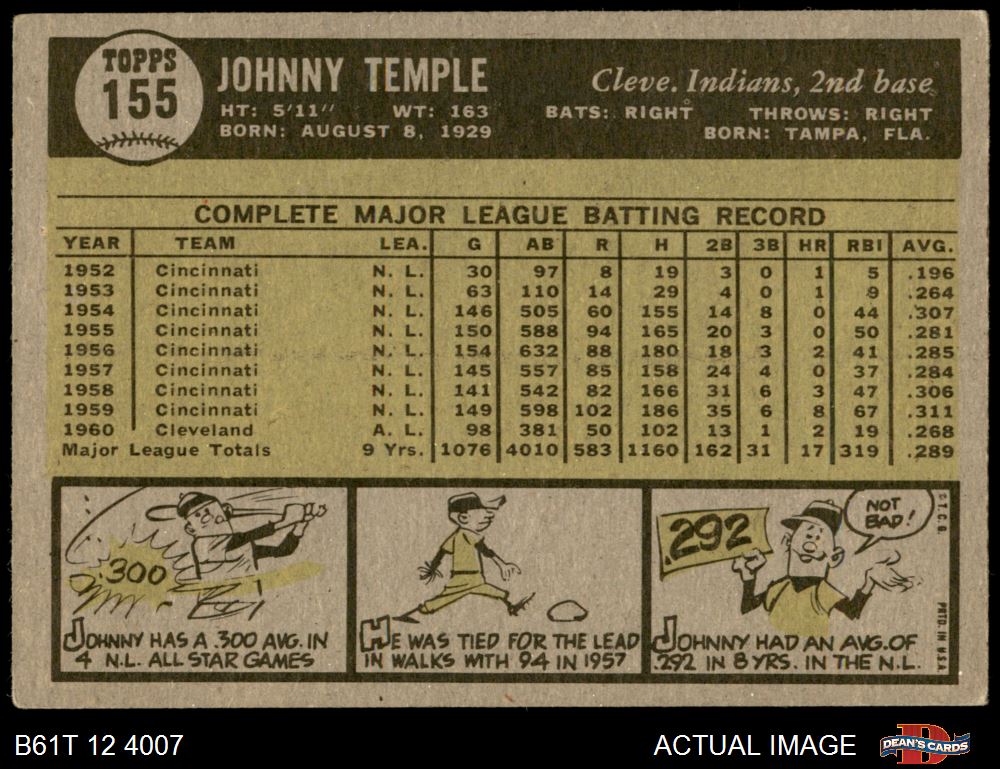 TOPPS
155
JOHNNY TEMPLE
Cleve. Indians, 2nd base
HT: 5'11" WT: 163 BATS: RIGHT THROWS: RIGHT
BORN: AUGUST 8, 1929 BORN: TAMPA, FLA.
COMPLETE MAJOR LEAGUE BATTING RECORD
YEAR TEAM LEA. G AB R H 2B 3B HR RBI AVG.
1952 Cincinnati N. L. 30 97 8 19 3 0 1 5 .196
1953 Cincinnati N. L. 63 110 14 29 4 0 1 9 .264
1954 Cincinnati N. L. 146 505 60 155 14 8 0 44 .307
1955 Cincinnati N. L. 150 588 94 165 20 3 0 50 .281
1956 Cincinnati N. L. 154 632 88 180 18 3 2 41 .285
1957 Cincinnati N. L. 145 557 85 158 24 4 0 37 .284
1958 Cincinnati N. L. 141 542 82 166 31 6 3 47 .306
1959 Cincinnati N. L. 149 598 102 186 35 6 8 67 .311
1960 Cleveland A. L. 98 381 50 102 13 1 2 19 .268
Major League Totals 9 Yrs. 1076 4010 583 1160 162 31 17 319 .289
.300
JOHNNY HAS A .300 AVG. IN
4 N.L. ALL STAR GAMES
HE WAS TIED FOR THE LEAD
IN WALKS WITH 94 IN 1957
.292
NOT
BAD!
JOHNNY HAD AN AVG. OF
.292 IN 8 YRS. IN THE N.L.
© T.C.G.
PRTD. IN U.S.A.
B61T 12 4007
ACTUAL IMAGE
DEAN'S CARDS